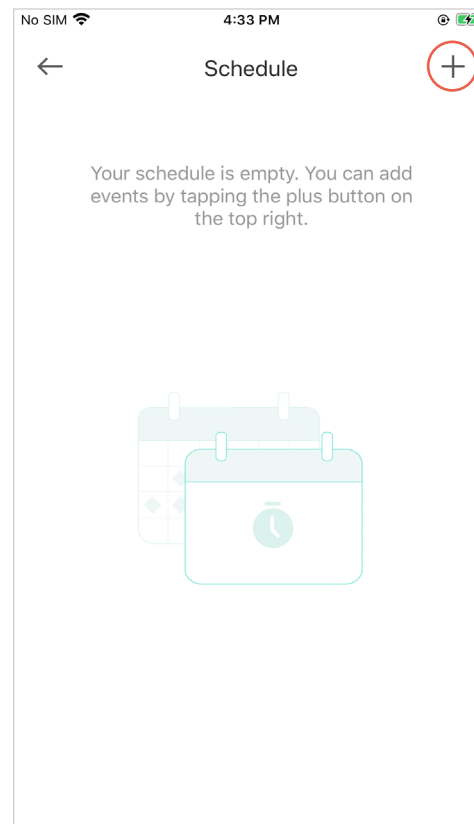 No SIM 4:33 PM
Schedule
Your schedule is empty. You can add
events by tapping the plus button on
the top right.